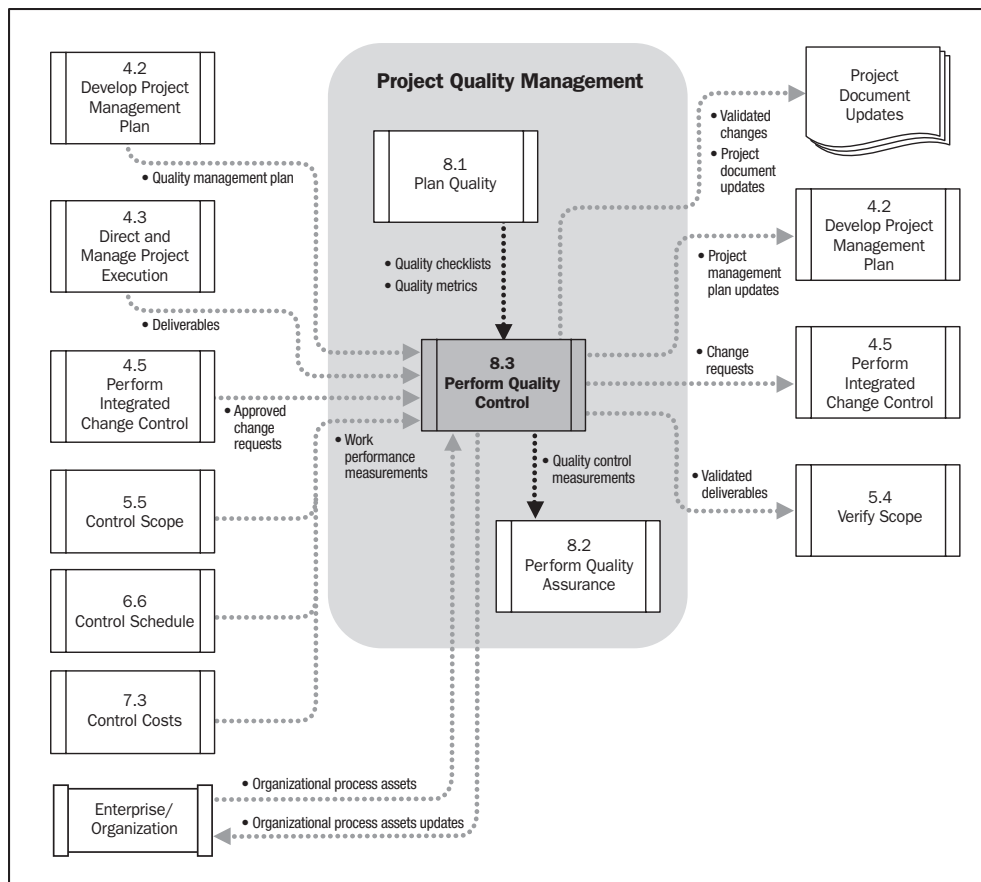 Project Quality Management
4.2
Develop Project
Management
Plan
• Quality management plan
4.3
Direct and
Manage Project
Execution
• Deliverables
4.5
Perform
Integrated
Change Control
• Approved
change
requests
5.5
Control Scope
6.6
Control Schedule
7.3
Control Costs
• Work
performance
measurements
Enterprise/
Organization
• Organizational process assets
• Organizational process assets updates
8.1
Plan Quality
• Quality checklists
• Quality metrics
8.3
Perform Quality
Control
• Quality control
measurements
8.2
Perform Quality
Assurance
• Validated
changes
• Project
document
updates
Project
Document
Updates
• Project
management
plan updates
4.2
Develop Project
Management
Plan
• Change
requests
4.5
Perform
Integrated
Change Control
• Validated
deliverables
5.4
Verify Scope